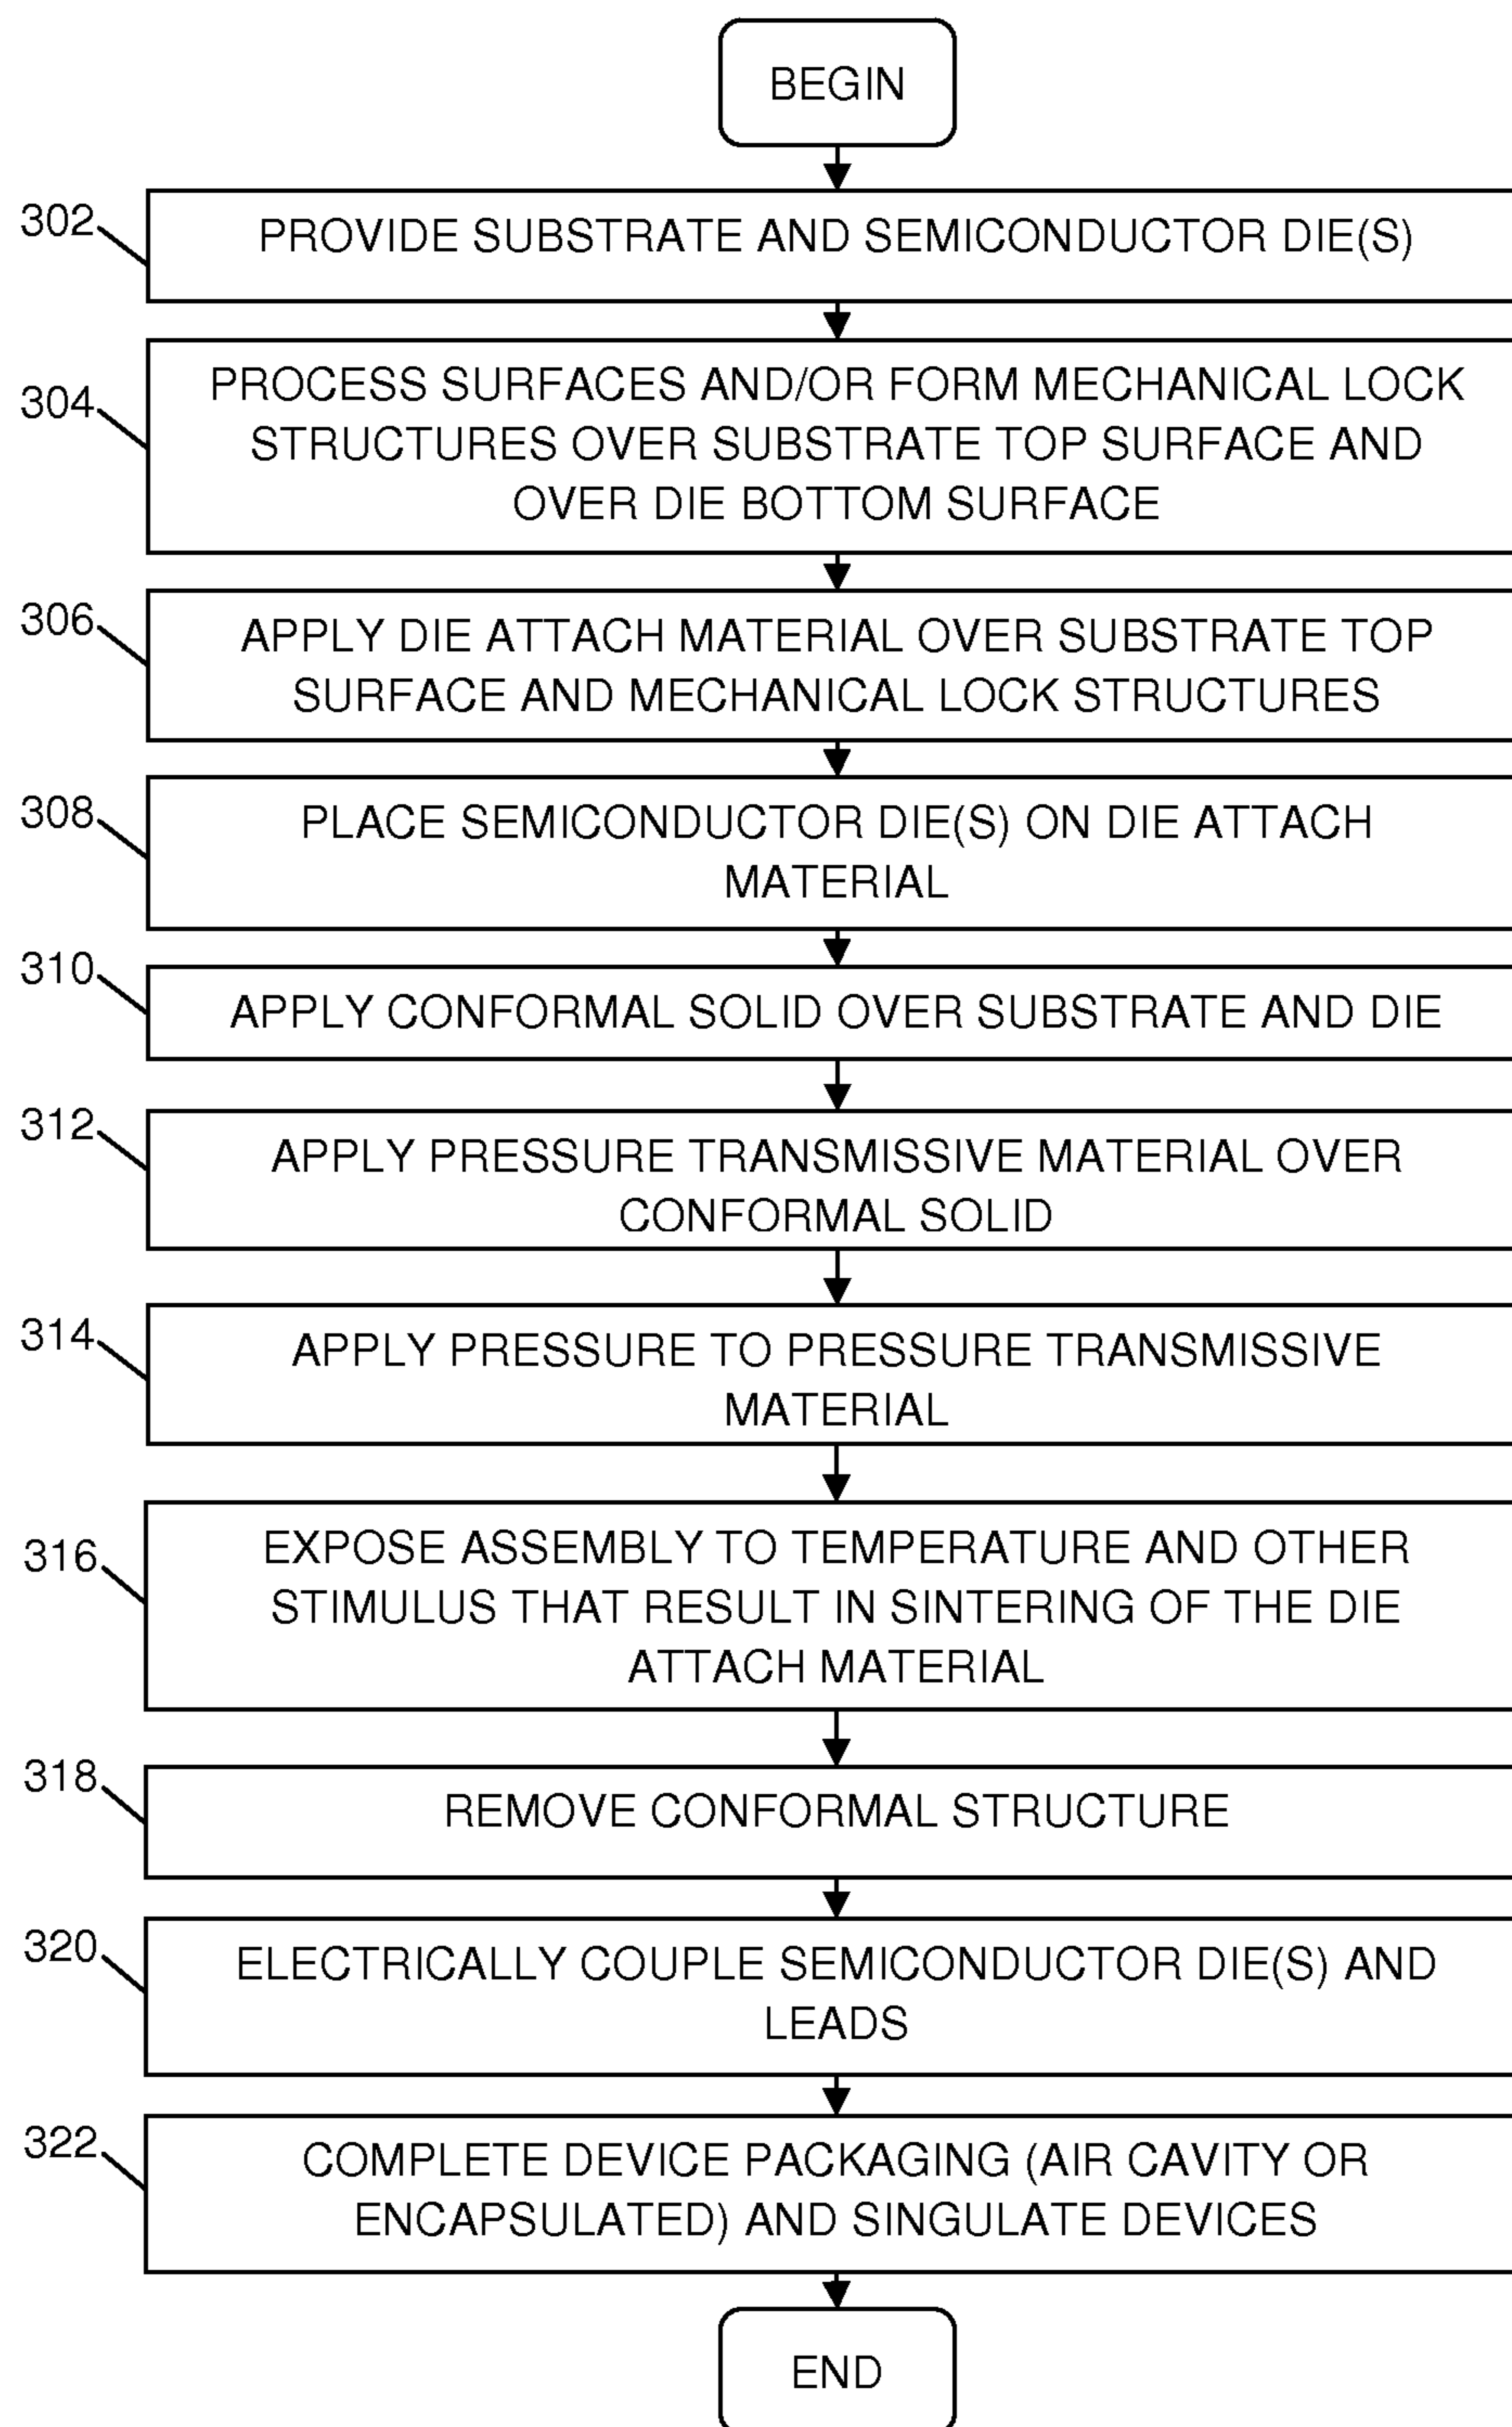 BEGIN
302
PROVIDE SUBSTRATE AND SEMICONDUCTOR DIE(S)
304
PROCESS SURFACES AND/OR FORM MECHANICAL LOCK
STRUCTURES OVER SUBSTRATE TOP SURFACE AND
OVER DIE BOTTOM SURFACE
306
APPLY DIE ATTACH MATERIAL OVER SUBSTRATE TOP
SURFACE AND MECHANICAL LOCK STRUCTURES
308
PLACE SEMICONDUCTOR DIE(S) ON DIE ATTACH
MATERIAL
310
APPLY CONFORMAL SOLID OVER SUBSTRATE AND DIE
312
APPLY PRESSURE TRANSMISSIVE MATERIAL OVER
CONFORMAL SOLID
314
APPLY PRESSURE TO PRESSURE TRANSMISSIVE
MATERIAL
316
EXPOSE ASSEMBLY TO TEMPERATURE AND OTHER
STIMULUS THAT RESULT IN SINTERING OF THE DIE
ATTACH MATERIAL
318
REMOVE CONFORMAL STRUCTURE
320
ELECTRICALLY COUPLE SEMICONDUCTOR DIE(S) AND
LEADS
322
COMPLETE DEVICE PACKAGING (AIR CAVITY OR
ENCAPSULATED) AND SINGULATE DEVICES
END